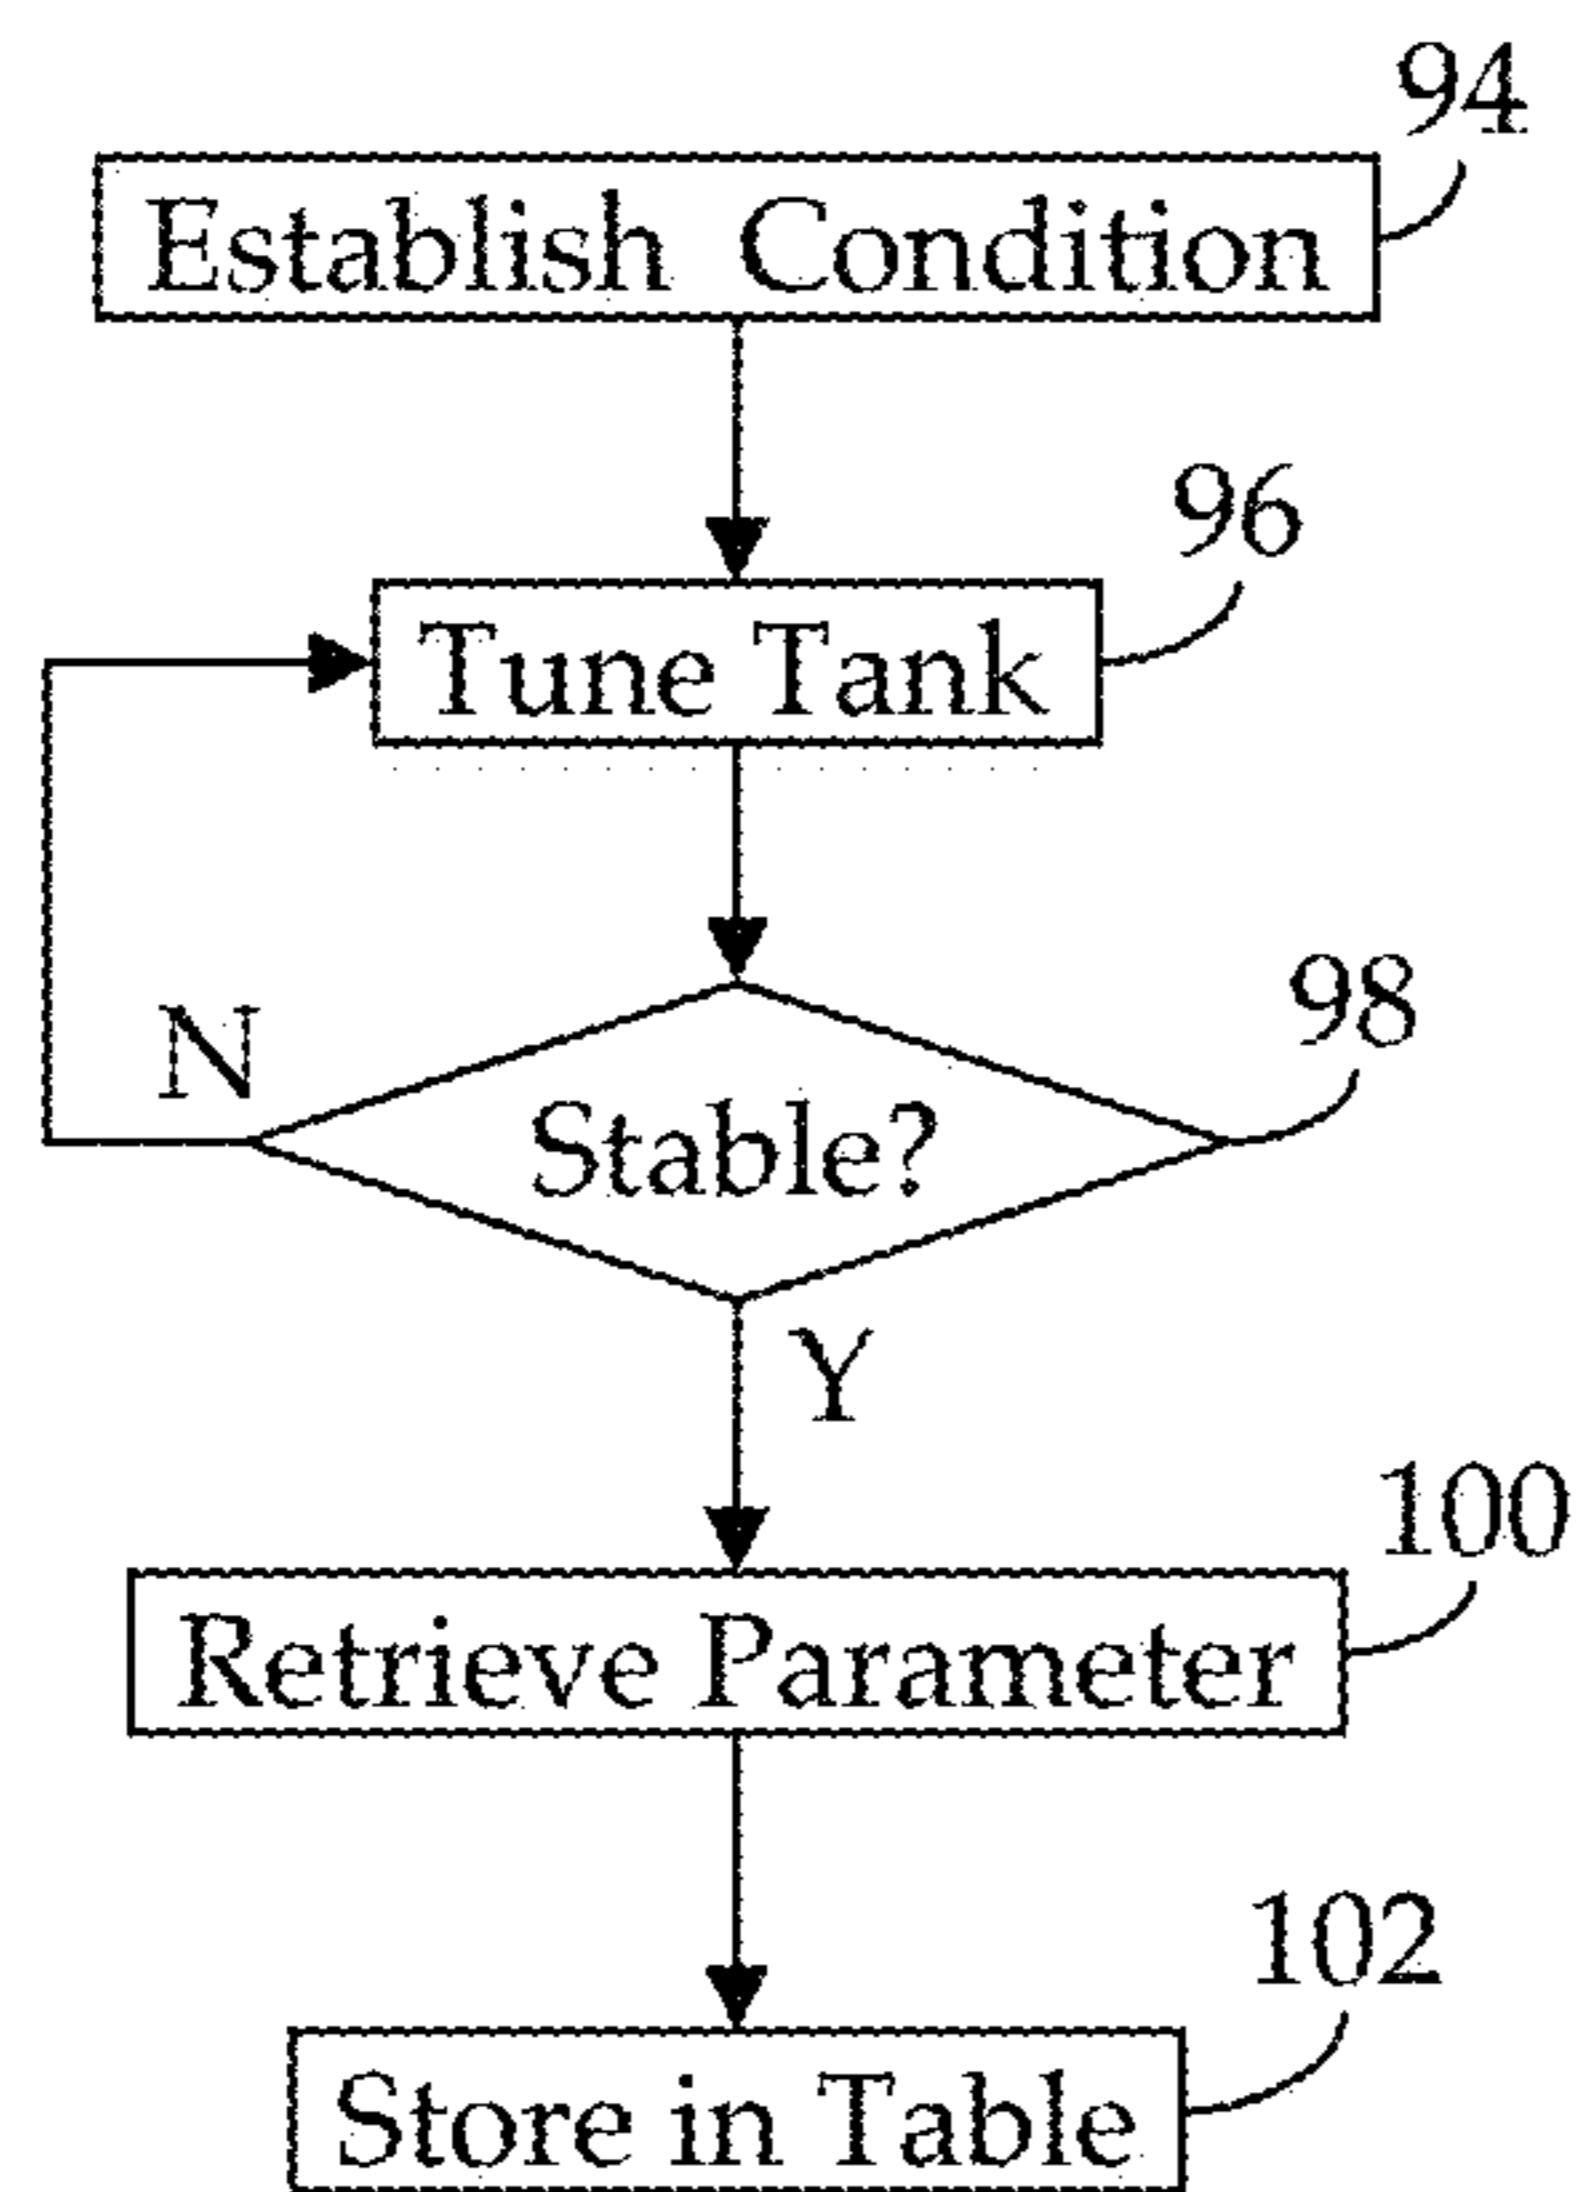 94
Establish Condition
96
Tune Tank
98
N
Stable?
Y
100
Retrieve Parameter
102
Store in Table